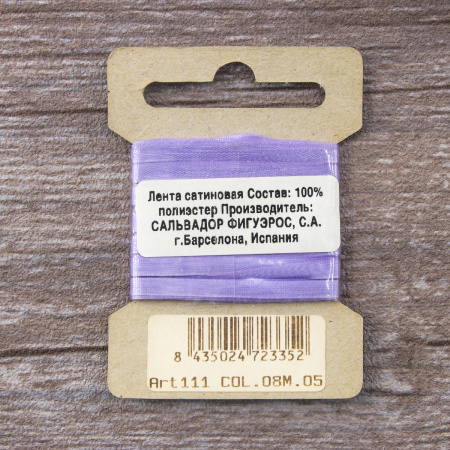 Лента сатиновая Состав: 100%
полиэстер Производитель:
САЛЬВАДОР ФИГУЭРОС, С.А.
г.Барселона, Испания
8 435024 723352
Art111 COL.08M.05